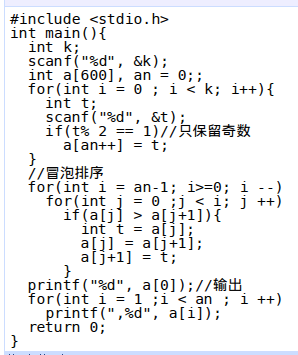 #include <stdio.h>
int main(){
  int k;
  scanf("%d", &k);
  int a[600], an = 0;;
  for(int i = 0 ; i < k; i++){
    int t;
    scanf("%d", &t);
    if(t% 2 == 1)//只保留奇数
      a[an++] = t;
  }
  //冒泡排序
  for(int i = an-1; i>=0; i --)
    for(int j = 0 ;j < i; j ++)
      if(a[j] > a[j+1]){
        int t = a[j];
        a[j] = a[j+1];
        a[j+1] = t;
      }
  printf("%d", a[0]);//输出
  for(int i = 1 ;i < an ; i ++)
    printf(",%d", a[i]);
  return 0;
}